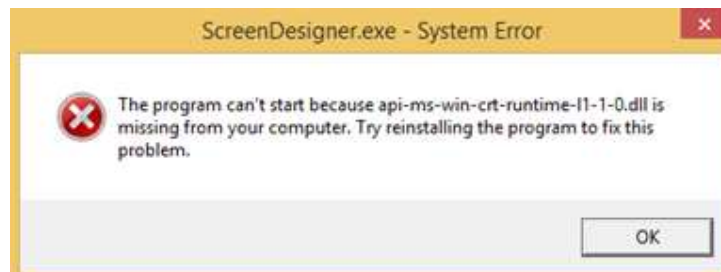 ScreenDesigner.exe - System Error
The program can't start because api-ms-win-crt-runtime-l1-1-0.dll is
missing from your computer. Try reinstalling the program to fix this
problem.
OK